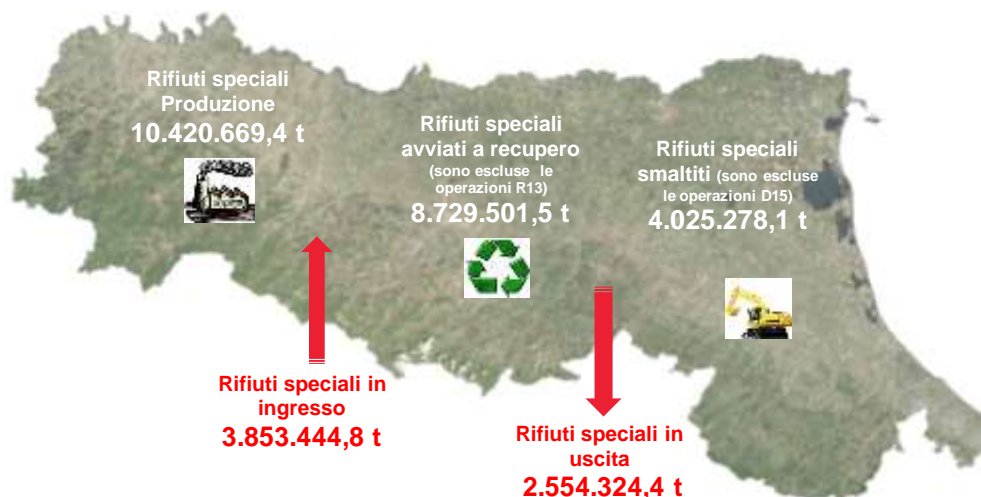 Rifiuti speciali
Produzione
10.420.669,4 t
Rifiuti speciali
avviati a recupero
(sono escluse le
operazioni R13)
8.729.501,5 t
Rifiuti speciali
smaltiti (sono escluse
le operazioni D15)
4.025.278,1 t
Rifiuti speciali in
ingresso
3.853.444,8 t
Rifiuti speciali in
uscita
2.554.324,4 t